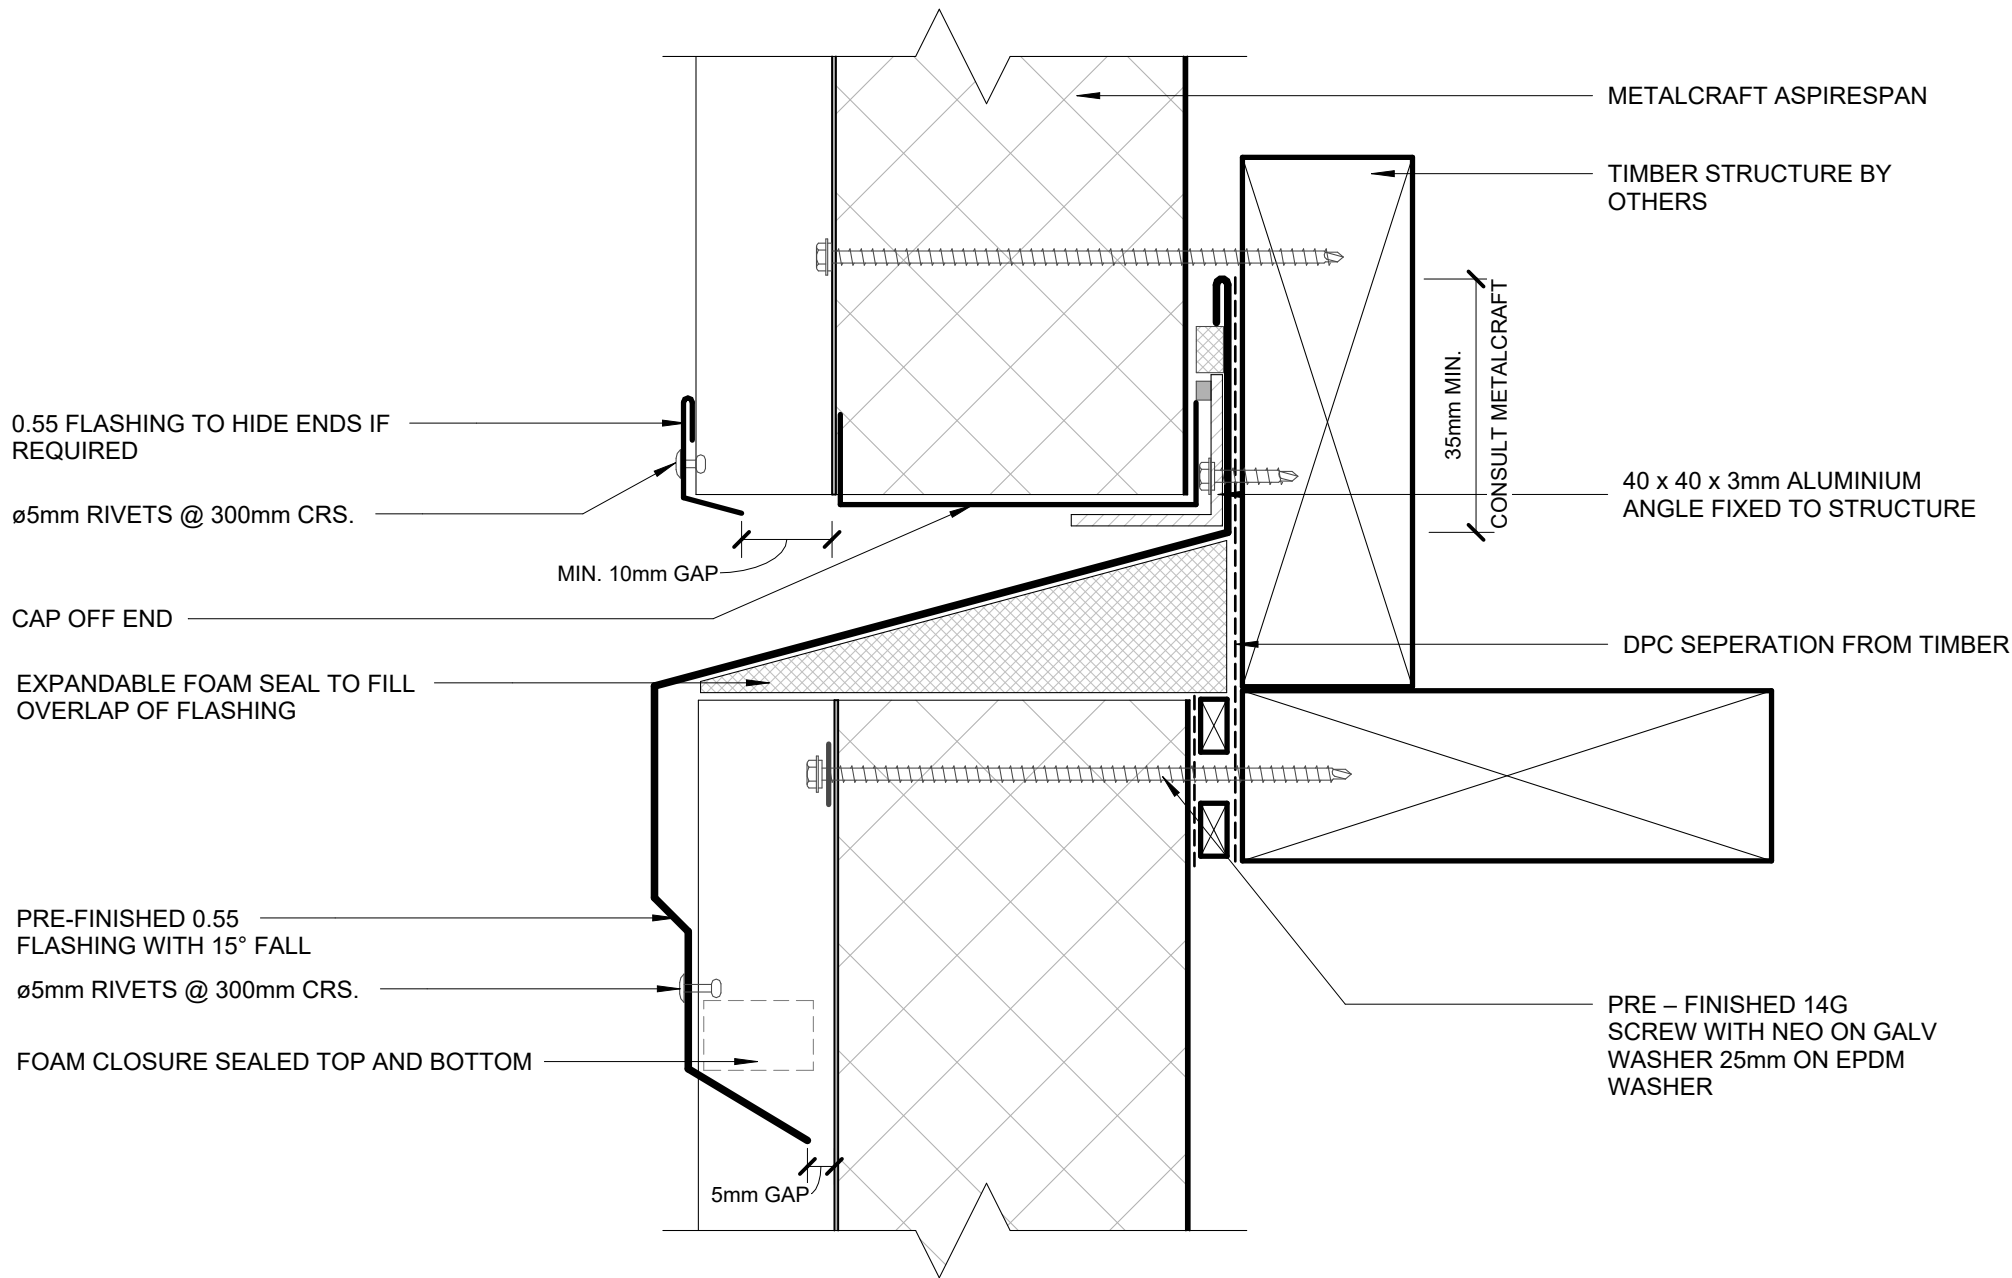 METALCRAFT ASPIRESPAN
TIMBER STRUCTURE BY
OTHERS
35mm MIN.
CONSULT METALCRAFT
0.55 FLASHING TO HIDE ENDS IF
REQUIRED
ø5mm RIVETS @ 300mm CRS.
40 x 40 x 3mm ALUMINIUM
ANGLE FIXED TO STRUCTURE
MIN. 10mm GAP
CAP OFF END
DPC SEPERATION FROM TIMBER
EXPANDABLE FOAM SEAL TO FILL
OVERLAP OF FLASHING
PRE-FINISHED 0.55
FLASHING WITH 15° FALL
ø5mm RIVETS @ 300mm CRS.
FOAM CLOSURE SEALED TOP AND BOTTOM
PRE – FINISHED 14G
SCREW WITH NEO ON GALV
WASHER 25mm ON EPDM
WASHER
5mm GAP